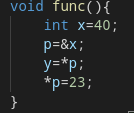 void func(){
    int x=40;
    p=&x;
    y=*p;
    *p=23;
}